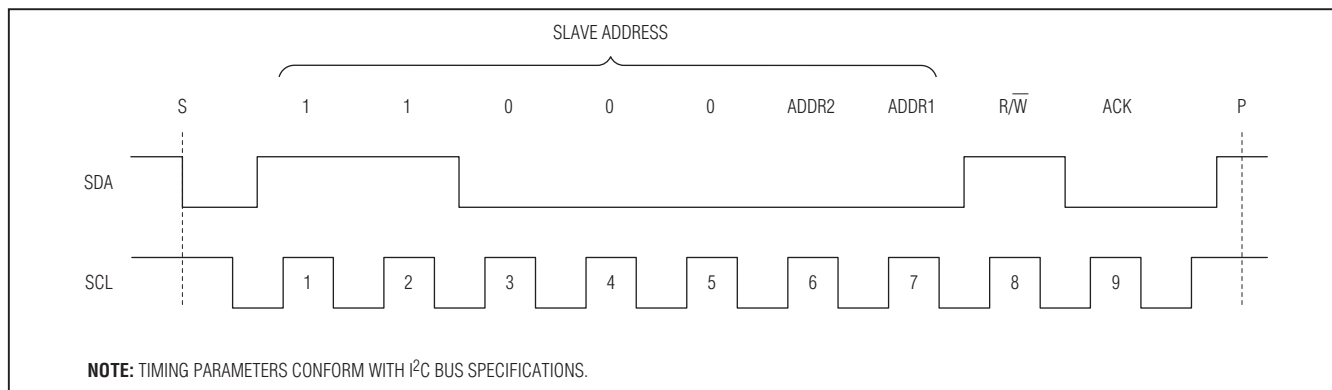 SLAVE ADDRESS
S 1 1 0 0 0 ADDR2 ADDR1 R/W̅ ACK P
SDA
SCL 1 2 3 4 5 6 7 8 9
NOTE: TIMING PARAMETERS CONFORM WITH I²C BUS SPECIFICATIONS.